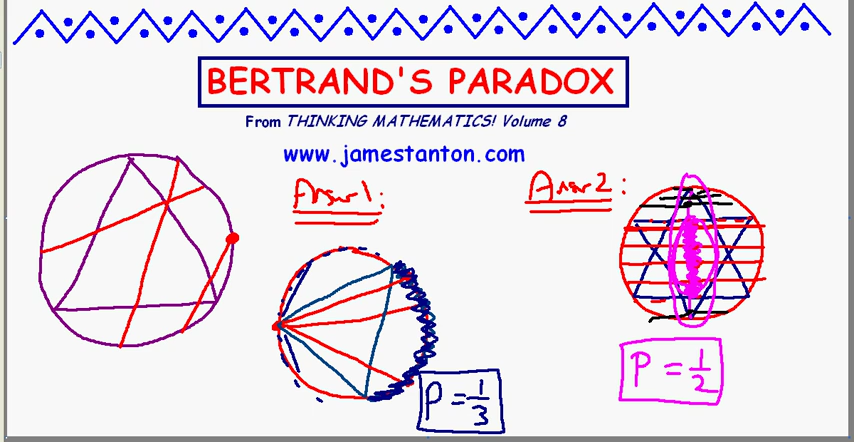 BERTRAND'S PARADOX
From THINKING MATHEMATICS! Volume 8
www.jamestanton.com
Answer 1:
Answer 2:
P = 1/3
P = 1/2